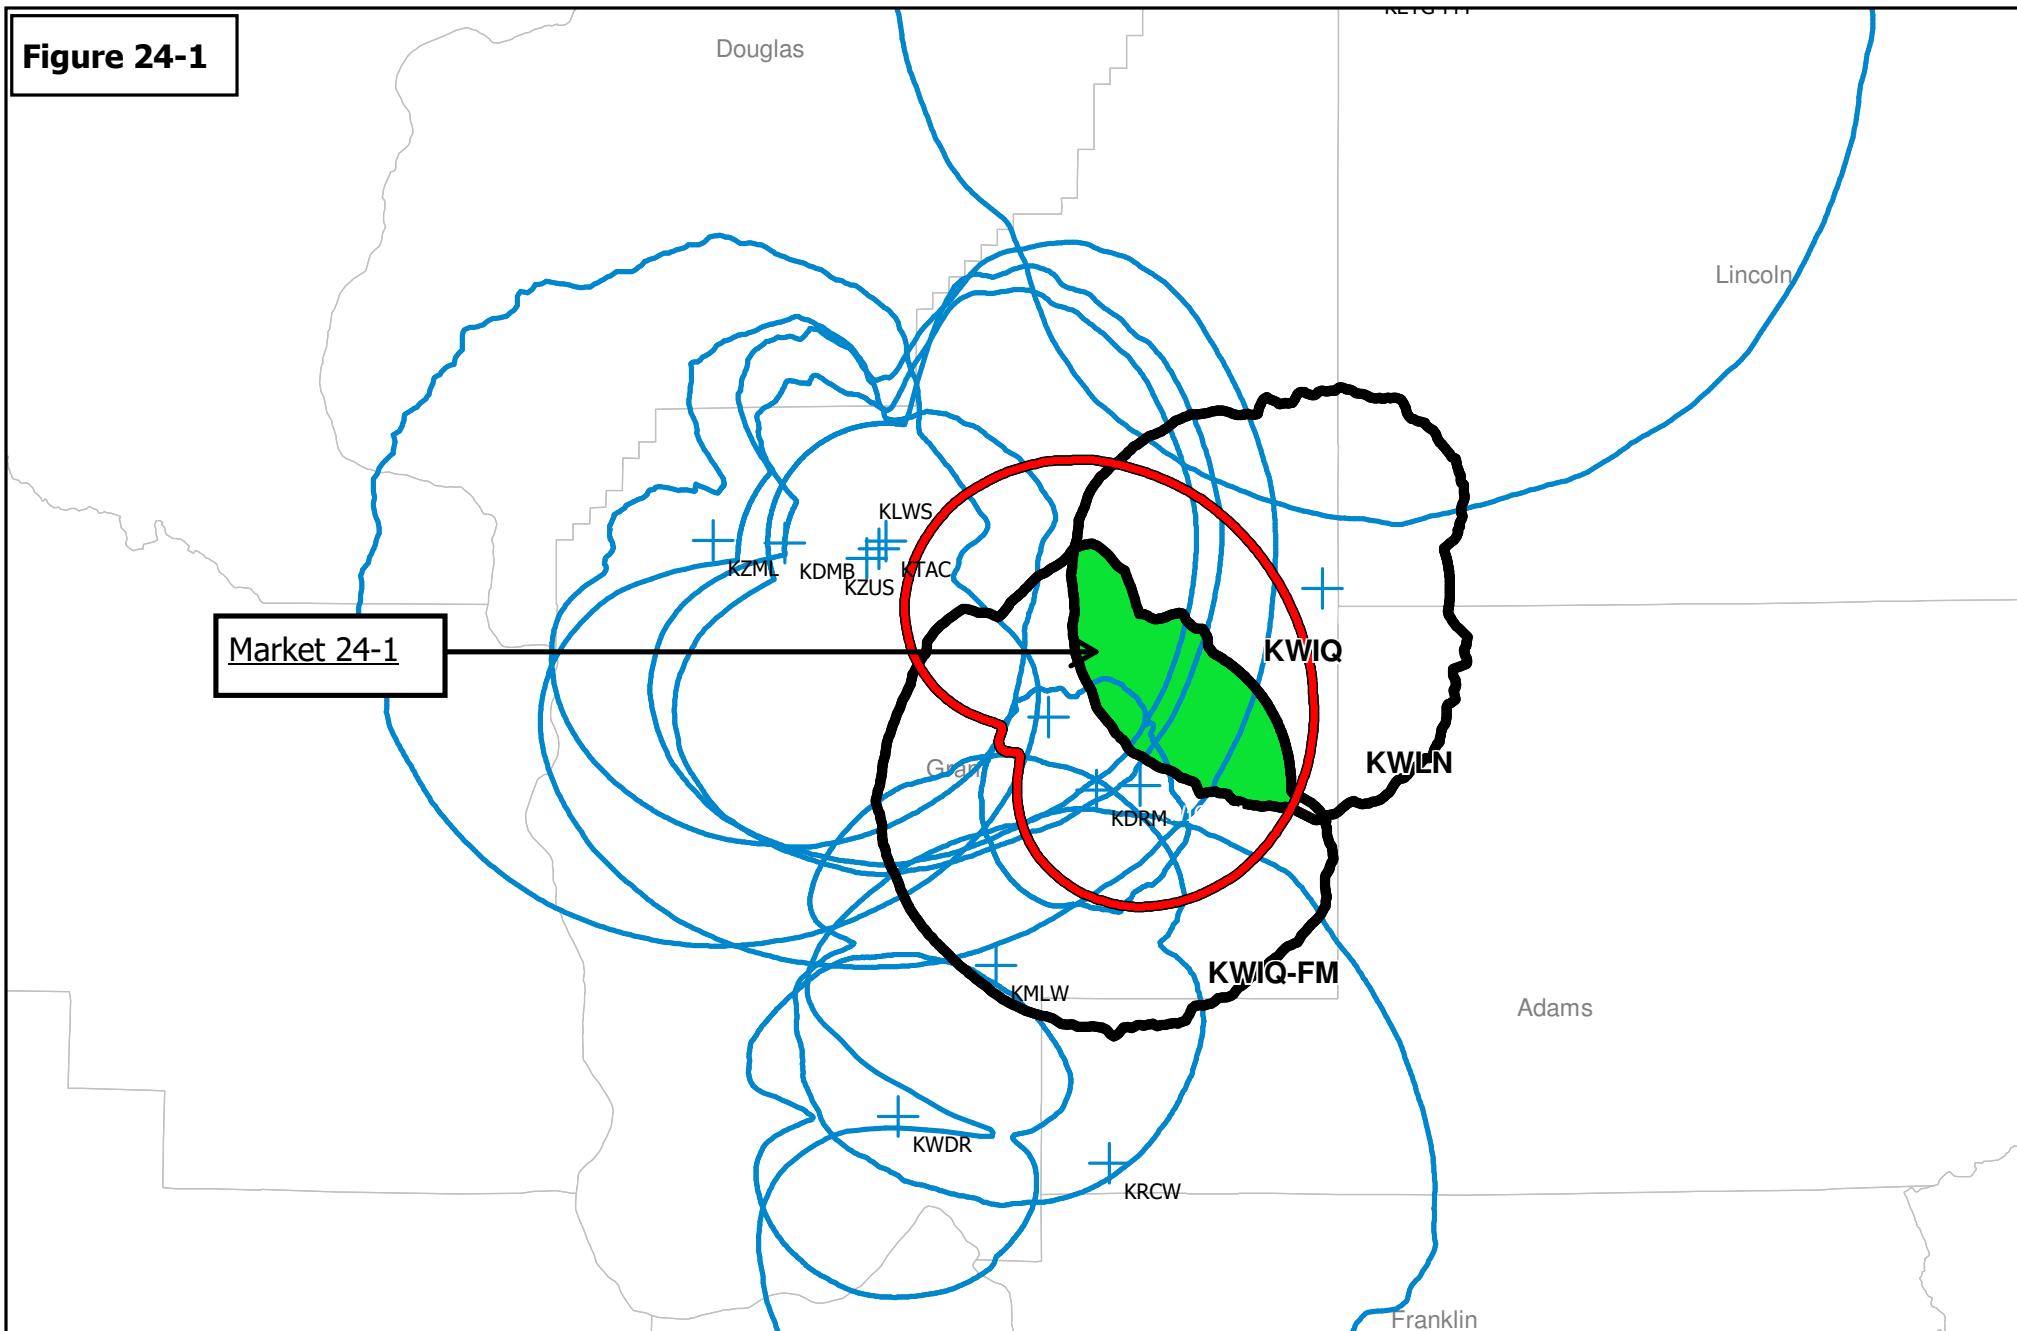 Figure 24-1
Douglas
Lincoln
KLWS
KZML
KDMB
KTAC
KZUS
Market 24-1
KWIQ
KWLN
KDRM
KWIQ-FM
KMLW
Adams
KWDR
KRCW
Franklin